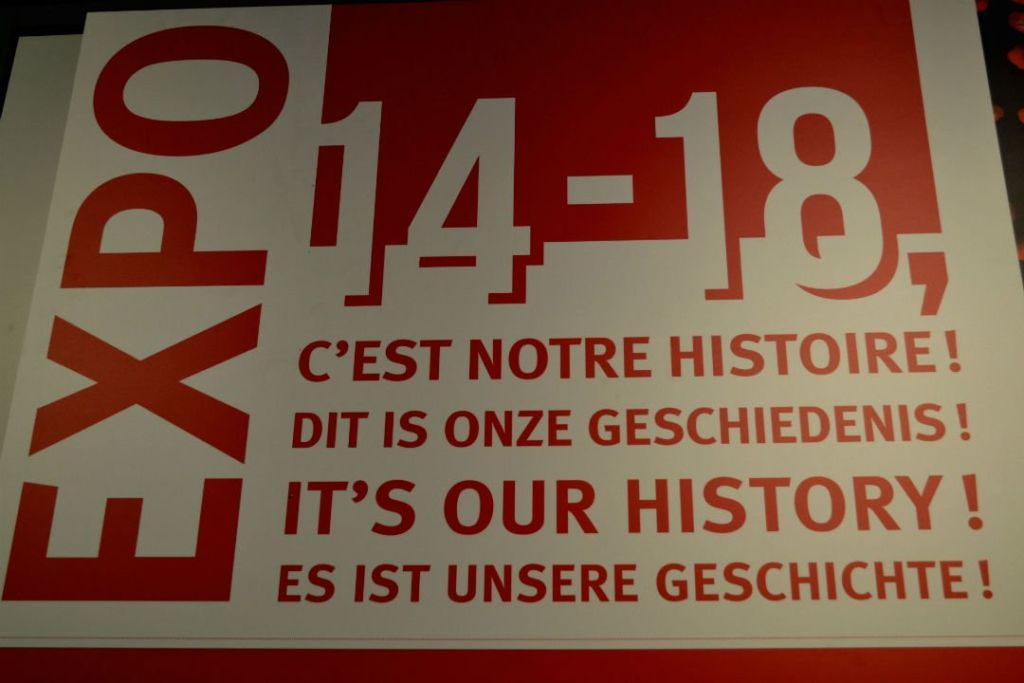 EXPO
14-18,
C'EST NOTRE HISTOIRE !
DIT IS ONZE GESCHIEDENIS !
IT'S OUR HISTORY !
ES IST UNSERE GESCHICHTE !